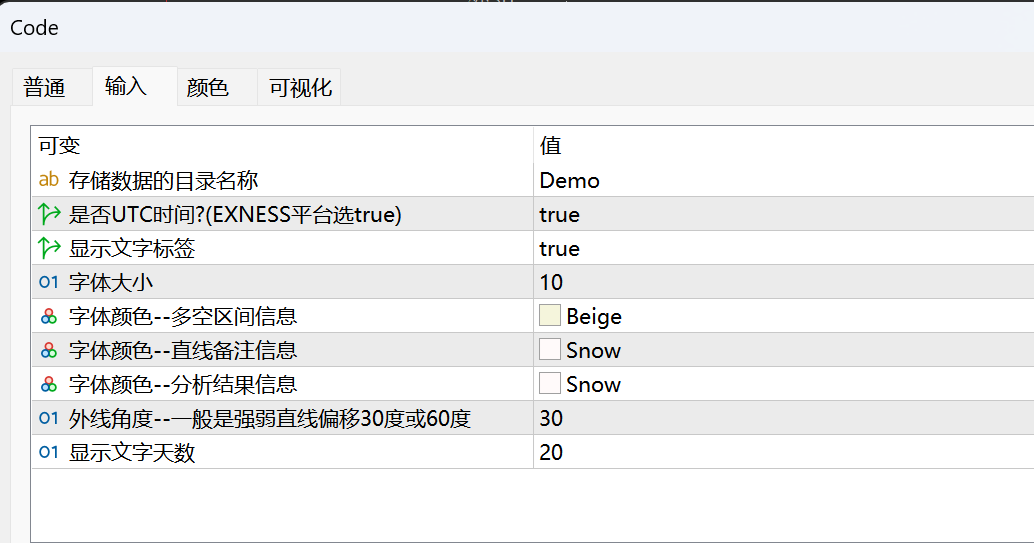 Code
普通 输入 颜色 可视化
可变 值
ab 存储数据的目录名称 Demo
是否UTC时间?(EXNESS平台选true) true
显示文字标签 true
01 字体大小 10
字体颜色--多空区间信息 Beige
字体颜色--直线备注信息 Snow
字体颜色--分析结果信息 Snow
01 外线角度--一般是强弱直线偏移30度或60度 30
01 显示文字天数 20